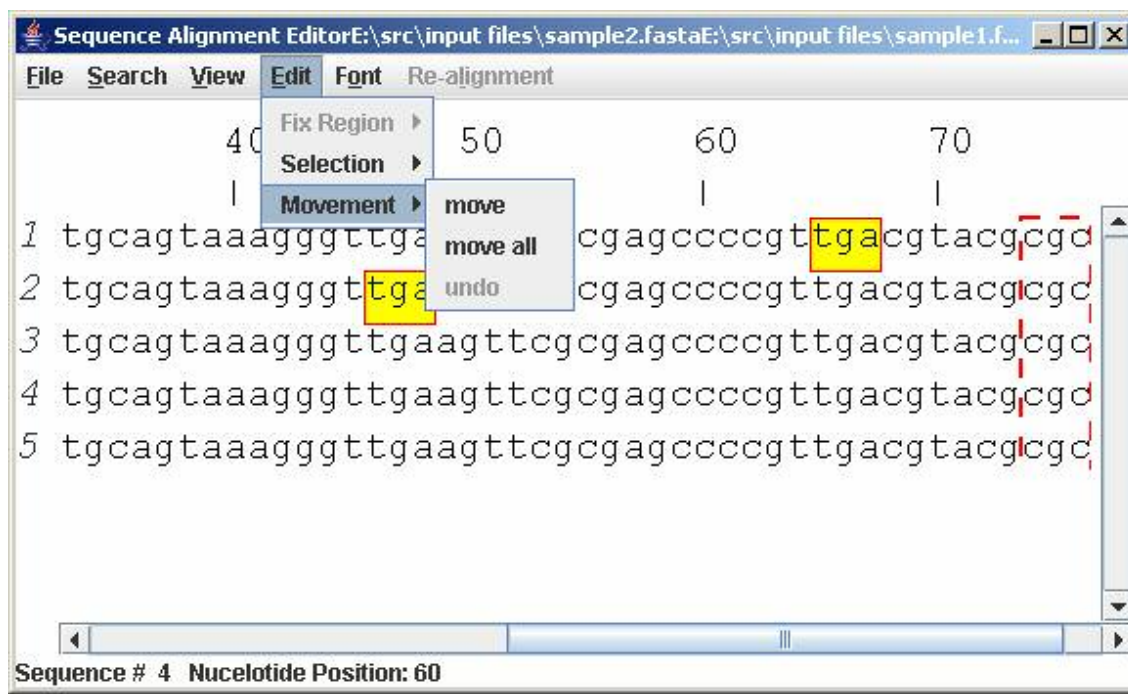 Sequence Alignment EditorE:\src\input files\sample2.fastaE:\src\input files\sample1.f...
File Search View Edit Font Re-alignment
Fix Region
Selection
Movement
move
move all
undo
40 50 60 70
1 tgcagtaaagggttga cgagccccgttgacgtacgcgc
2 tgcagtaaagggttga cgagccccgttgacgtacgcgc
3 tgcagtaaagggttgaagttcgcgagccccgttgacgtacgcgc
4 tgcagtaaagggttgaagttcgcgagccccgttgacgtacgcgc
5 tgcagtaaagggttgaagttcgcgagccccgttgacgtacgcgc
Sequence # 4 Nucelotide Position: 60